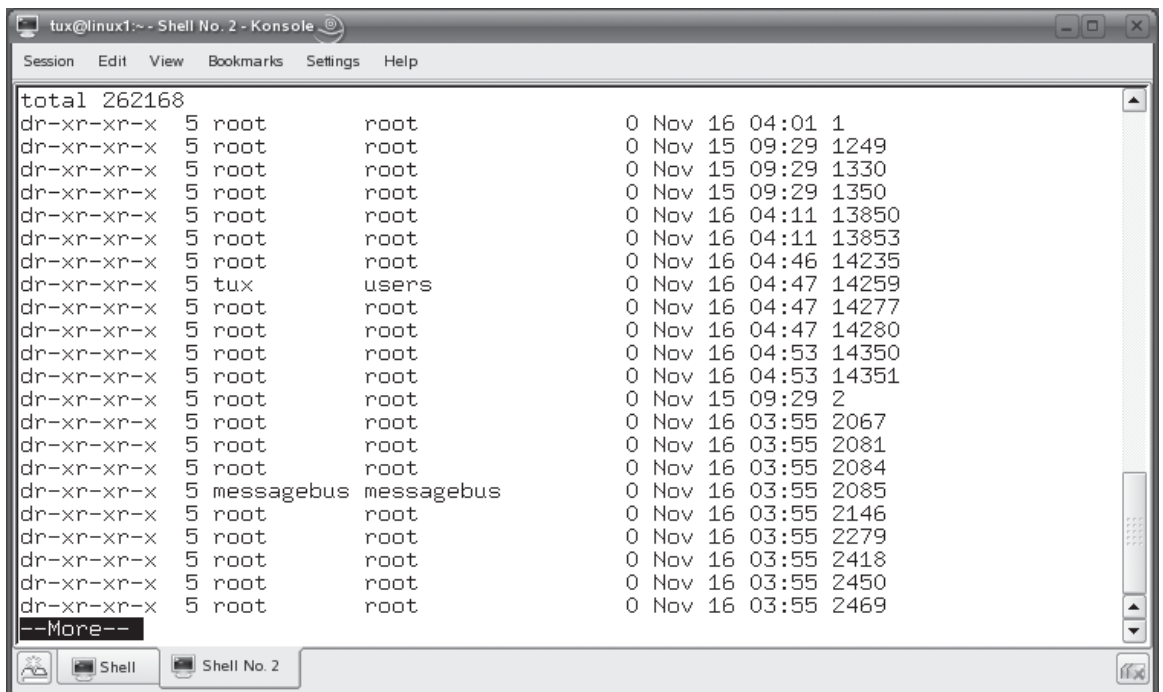 tux@linux1:~ - Shell No. 2 - Konsole
Session Edit View Bookmarks Settings Help
total 262168
dr-xr-xr-x  5 root       root                0 Nov 16 04:01 1
dr-xr-xr-x  5 root       root                0 Nov 15 09:29 1249
dr-xr-xr-x  5 root       root                0 Nov 15 09:29 1330
dr-xr-xr-x  5 root       root                0 Nov 15 09:29 1350
dr-xr-xr-x  5 root       root                0 Nov 16 04:11 13850
dr-xr-xr-x  5 root       root                0 Nov 16 04:11 13853
dr-xr-xr-x  5 root       root                0 Nov 16 04:46 14235
dr-xr-xr-x  5 tux        users               0 Nov 16 04:47 14259
dr-xr-xr-x  5 root       root                0 Nov 16 04:47 14277
dr-xr-xr-x  5 root       root                0 Nov 16 04:47 14280
dr-xr-xr-x  5 root       root                0 Nov 16 04:53 14350
dr-xr-xr-x  5 root       root                0 Nov 16 04:53 14351
dr-xr-xr-x  5 root       root                0 Nov 15 09:29 2
dr-xr-xr-x  5 root       root                0 Nov 16 03:55 2067
dr-xr-xr-x  5 root       root                0 Nov 16 03:55 2081
dr-xr-xr-x  5 root       root                0 Nov 16 03:55 2084
dr-xr-xr-x  5 messagebus messagebus          0 Nov 16 03:55 2085
dr-xr-xr-x  5 root       root                0 Nov 16 03:55 2146
dr-xr-xr-x  5 root       root                0 Nov 16 03:55 2279
dr-xr-xr-x  5 root       root                0 Nov 16 03:55 2418
dr-xr-xr-x  5 root       root                0 Nov 16 03:55 2450
dr-xr-xr-x  5 root       root                0 Nov 16 03:55 2469
--More--
Shell Shell No. 2